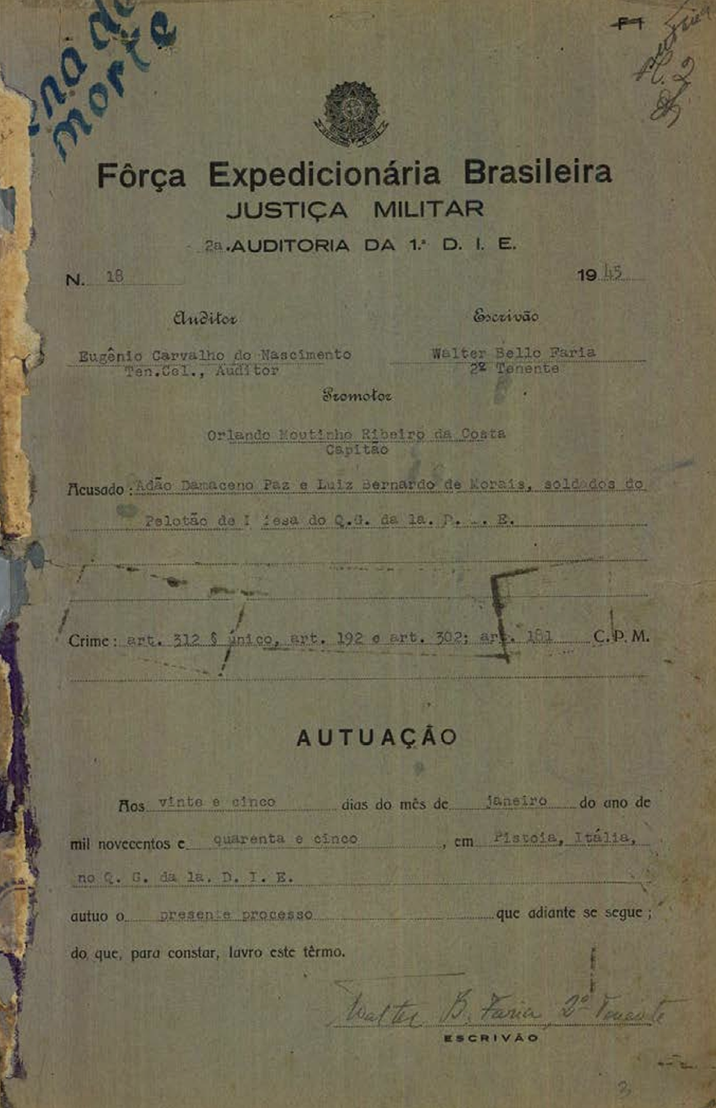 morte
F1
Fl. 2
Fôrça Expedicionária Brasileira
JUSTIÇA MILITAR
2a. AUDITORIA DA 1.ª D. I. E.
N. 18 1945
Auditor Escrivão
Eugênio Carvalho do Nascimento Walter Bello Faria
Ten.Cel., Auditor 2º Tenente
Promotor
Orlando Moutinho Ribeiro da Costa
Capitão
Acusado: Adão Damaceno Paz e Luiz Bernardo de Morais, soldados do
Pelotão de do Q.G. da 1a. D. I. E.
Crime: art. 312 § único, art. 192 e art. 302; art. 181 C. P. M.
AUTUAÇÃO
Aos vinte e cinco dias do mês de janeiro do ano de
mil novecentos e quarenta e cinco, em Pistoia, Itália,
no Q. G. da 1a. D. I. E.
autuo o presente processo que adiante se segue;
do que, para constar, lavro este têrmo.
Walter B. Faria, 2º Tenente
ESCRIVÃO